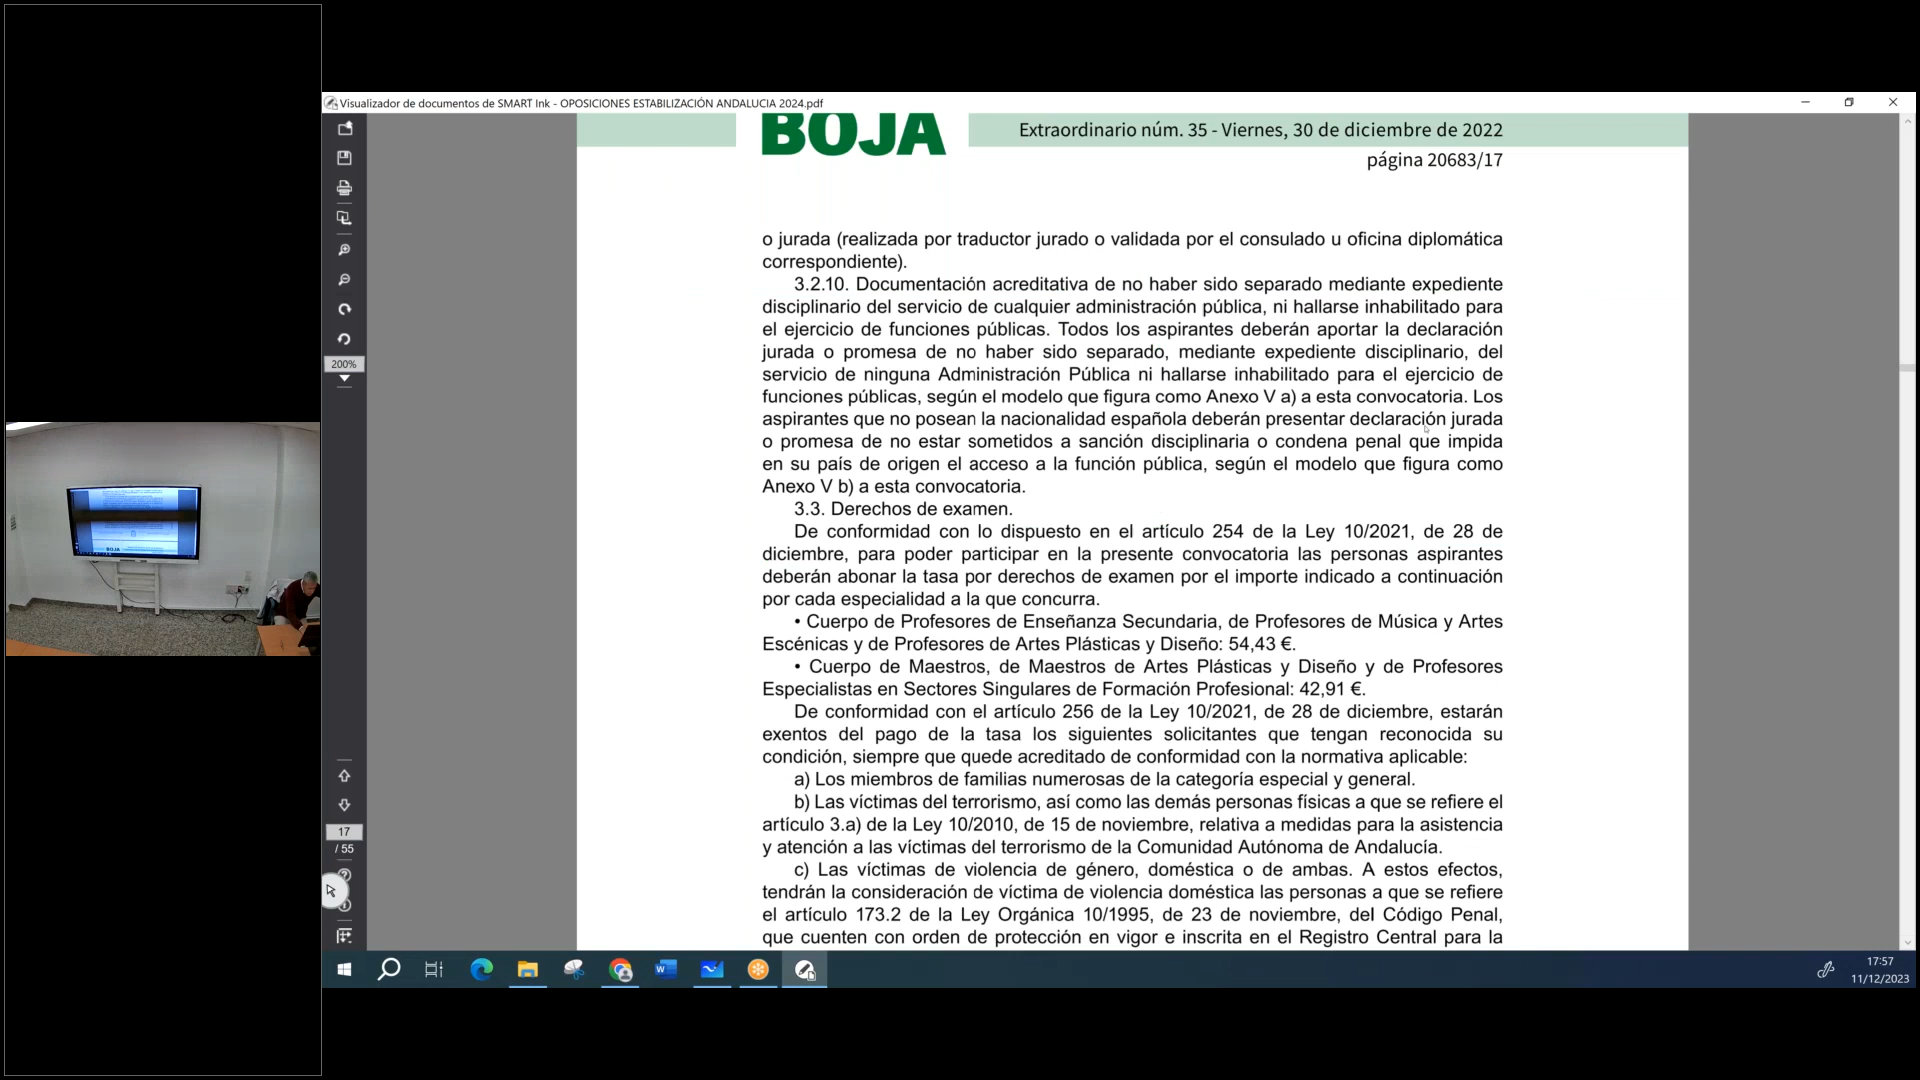 Visualizador de documentos de SMART Ink - OPOSICIONES ESTABILIZACIÓN ANDALUCIA 2024.pdf
BOJA
Extraordinario núm. 35 - Viernes, 30 de diciembre de 2022
página 20683/17
o jurada (realizada por traductor jurado o validada por el consulado u oficina diplomática
correspondiente).
3.2.10. Documentación acreditativa de no haber sido separado mediante expediente
disciplinario del servicio de cualquier administración pública, ni hallarse inhabilitado para
el ejercicio de funciones públicas. Todos los aspirantes deberán aportar la declaración
jurada o promesa de no haber sido separado, mediante expediente disciplinario, del
servicio de ninguna Administración Pública ni hallarse inhabilitado para el ejercicio de
funciones públicas, según el modelo que figura como Anexo V a) a esta convocatoria. Los
aspirantes que no posean la nacionalidad española deberán presentar declaración jurada
o promesa de no estar sometidos a sanción disciplinaria o condena penal que impida
en su país de origen el acceso a la función pública, según el modelo que figura como
Anexo V b) a esta convocatoria.
3.3. Derechos de examen.
De conformidad con lo dispuesto en el artículo 254 de la Ley 10/2021, de 28 de
diciembre, para poder participar en la presente convocatoria las personas aspirantes
deberán abonar la tasa por derechos de examen por el importe indicado a continuación
por cada especialidad a la que concurra.
• Cuerpo de Profesores de Enseñanza Secundaria, de Profesores de Música y Artes
Escénicas y de Profesores de Artes Plásticas y Diseño: 54,43 €.
• Cuerpo de Maestros, de Maestros de Artes Plásticas y Diseño y de Profesores
Especialistas en Sectores Singulares de Formación Profesional: 42,91 €.
De conformidad con el artículo 256 de la Ley 10/2021, de 28 de diciembre, estarán
exentos del pago de la tasa los siguientes solicitantes que tengan reconocida su
condición, siempre que quede acreditado de conformidad con la normativa aplicable:
a) Los miembros de familias numerosas de la categoría especial y general.
b) Las víctimas del terrorismo, así como las demás personas físicas a que se refiere el
artículo 3.a) de la Ley 10/2010, de 15 de noviembre, relativa a medidas para la asistencia
y atención a las víctimas del terrorismo de la Comunidad Autónoma de Andalucía.
c) Las víctimas de violencia de género, doméstica o de ambas. A estos efectos,
tendrán la consideración de víctima de violencia doméstica las personas a que se refiere
el artículo 173.2 de la Ley Orgánica 10/1995, de 23 de noviembre, del Código Penal,
que cuenten con orden de protección en vigor e inscrita en el Registro Central para la
200%
17
/ 55
BOJA
17:57
11/12/2023